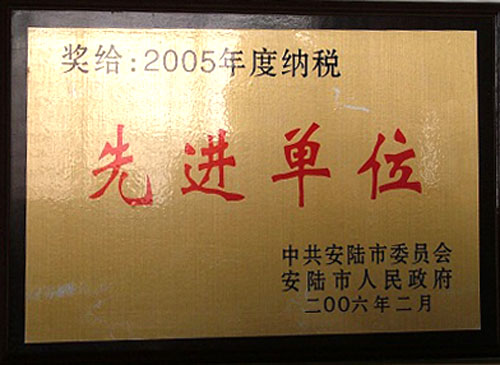 奖给:2005年度纳税
先进单位
中共安陆市委员会
安陆市人民政府
二00六年二月